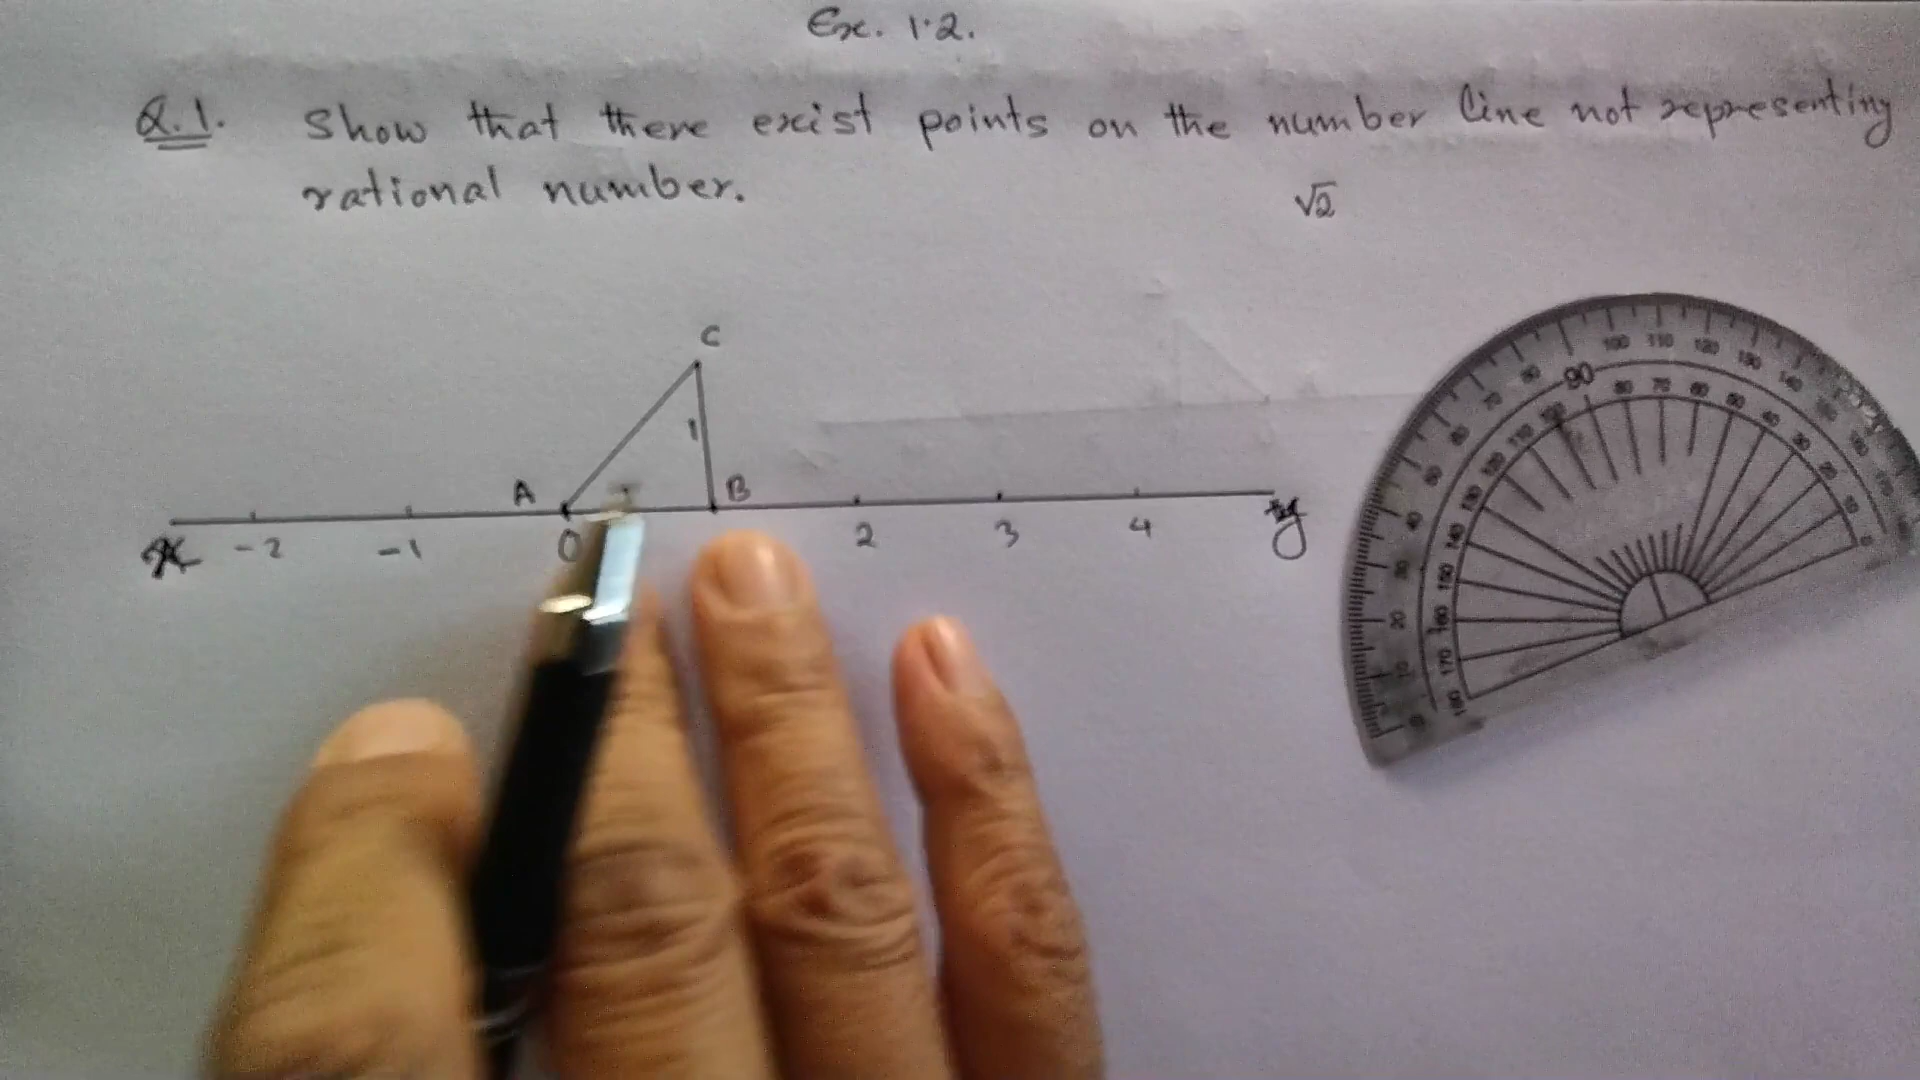 Ex. 1.2.
Q.1. Show that there exist points on the number line not representing
rational number.
√2
C
1
A B
x -2 -1 0 2 3 4 y